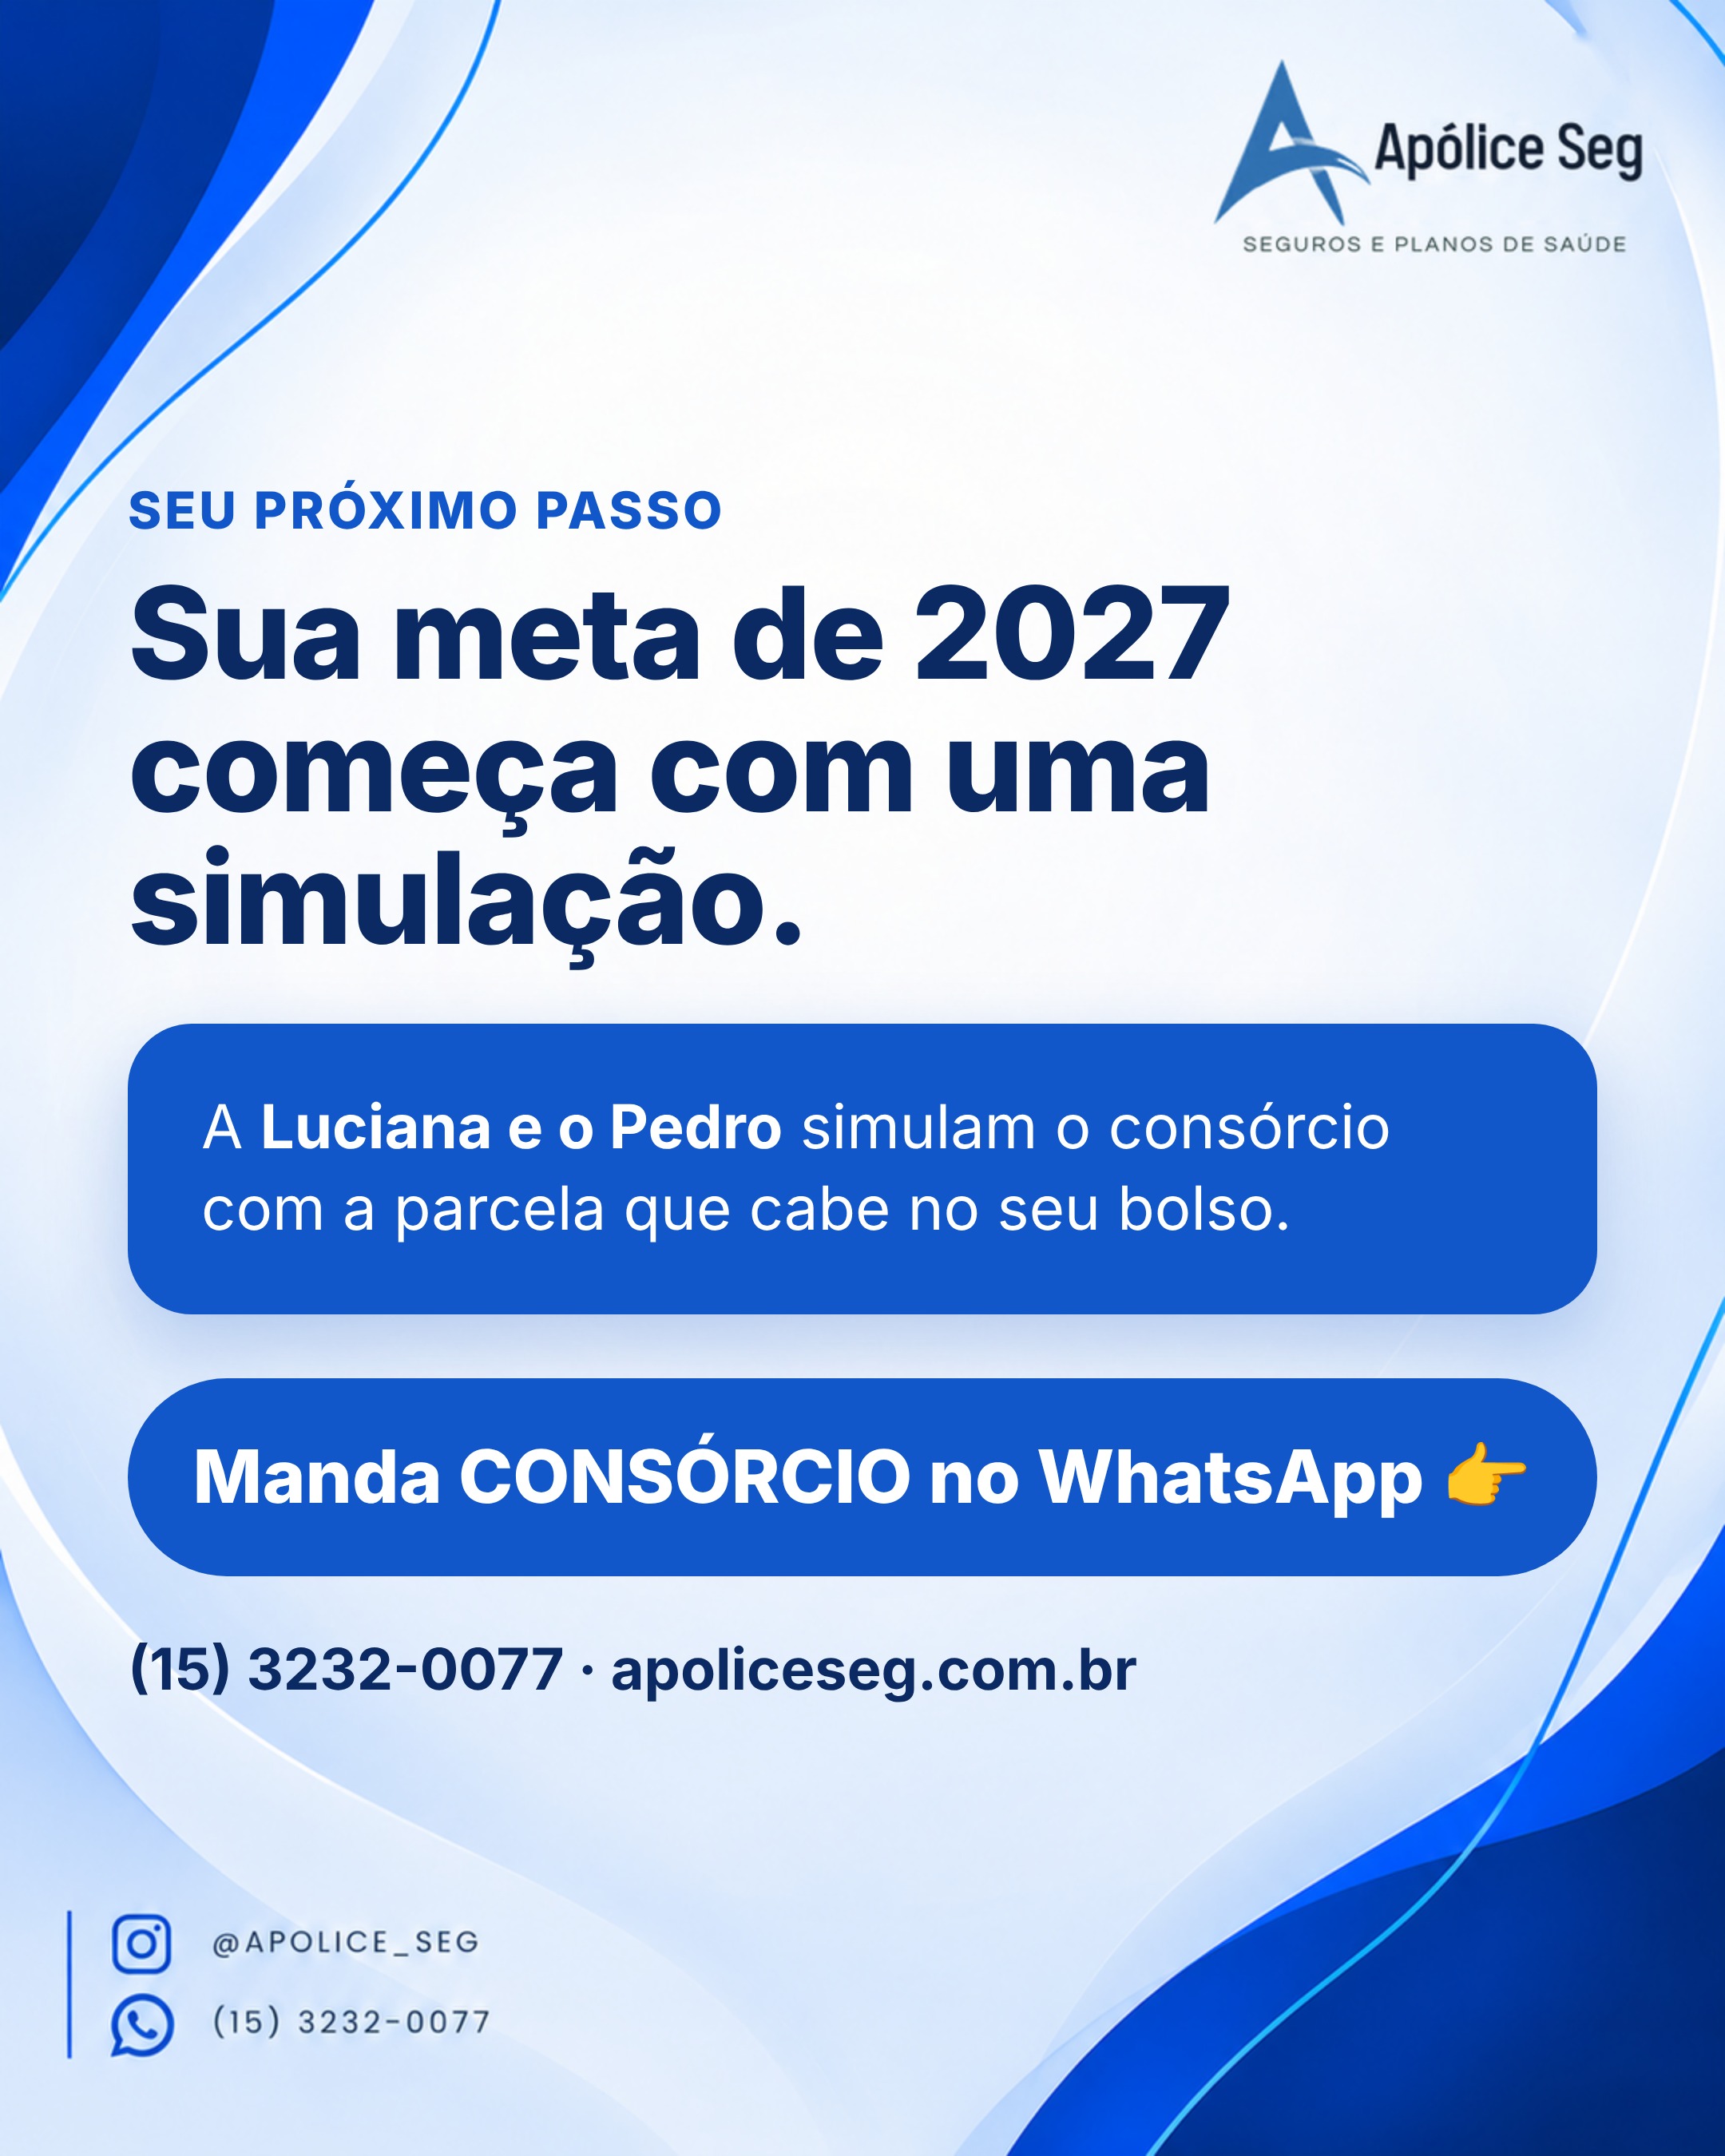 Apólice Seg
SEGUROS E PLANOS DE SAÚDE
SEU PRÓXIMO PASSO
Sua meta de 2027
começa com uma
simulação.
A Luciana e o Pedro simulam o consórcio
com a parcela que cabe no seu bolso.
Manda CONSÓRCIO no WhatsApp 👉
(15) 3232-0077 · apoliceseg.com.br
@APOLICE_SEG
(15) 3232-0077